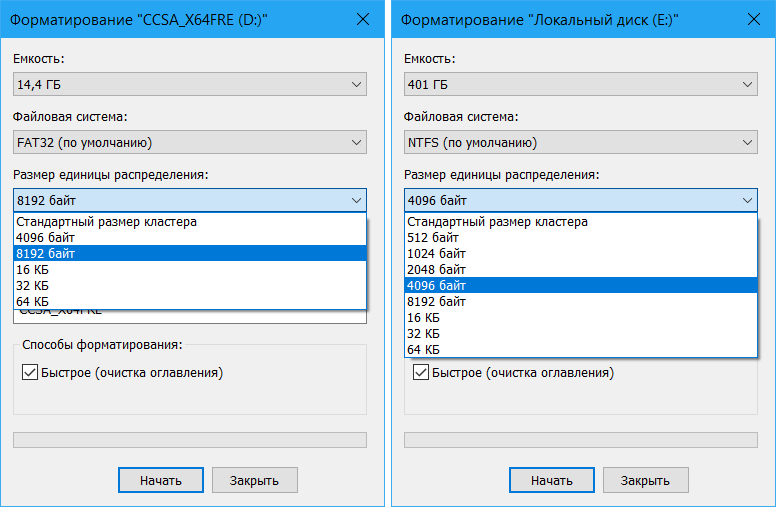 Форматирование "CCSA_X64FRE (D:)"
Емкость:
14,4 ГБ
Файловая система:
FAT32 (по умолчанию)
Размер единицы распределения:
8192 байт
Стандартный размер кластера
4096 байт
8192 байт
16 КБ
32 КБ
64 КБ
CCSA_X64FRE
Способы форматирования:
Быстрое (очистка оглавления)
Начать
Закрыть
Форматирование "Локальный диск (E:)"
Емкость:
401 ГБ
Файловая система:
NTFS (по умолчанию)
Размер единицы распределения:
4096 байт
Стандартный размер кластера
512 байт
1024 байт
2048 байт
4096 байт
8192 байт
16 КБ
32 КБ
64 КБ
Быстрое (очистка оглавления)
Начать
Закрыть